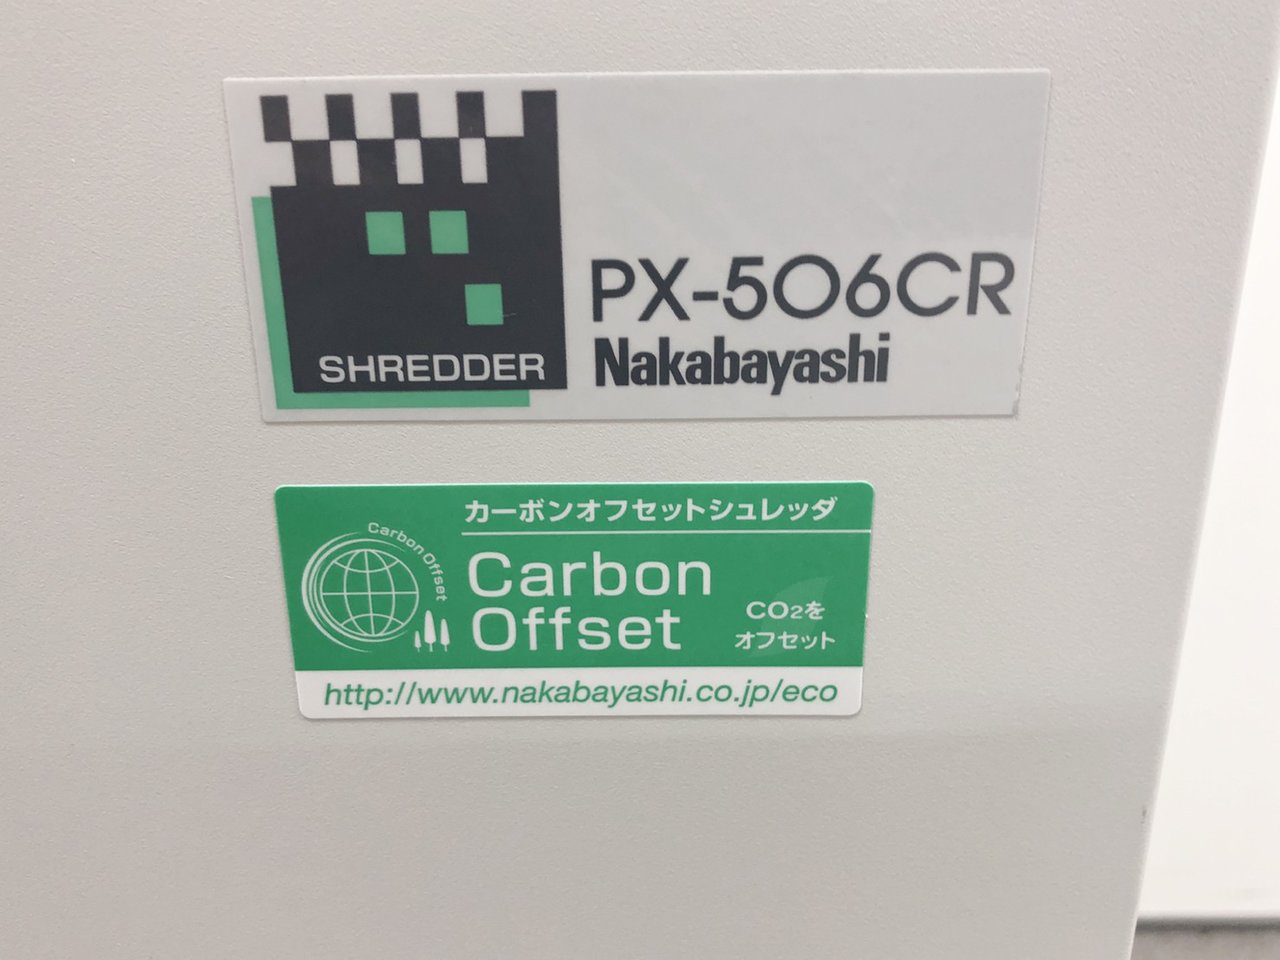 SHREDDER
PX-506CR
Nakabayashi
カーボンオフセットシュレッダ
Carbon Offset
Carbon
Offset
CO2を
オフセット
http://www.nakabayashi.co.jp/eco